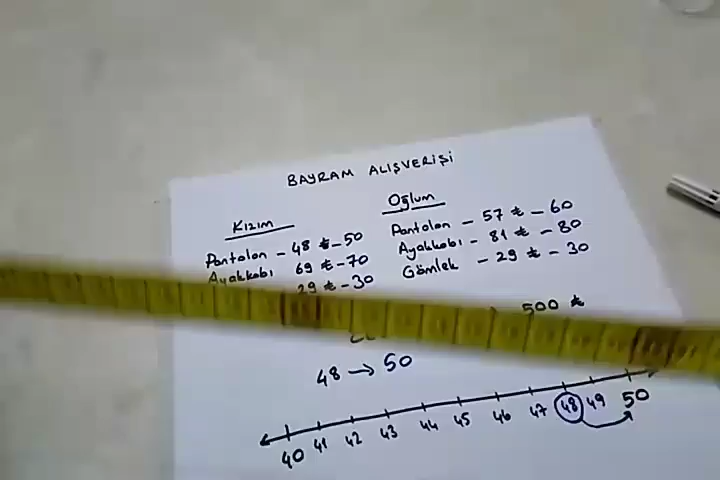 BAYRAM ALIŞVERİŞİ
Kızım
Pantolon - 48 ₺ - 50
Ayakkabı 69 ₺ - 70
29 ₺ - 30
Oğlum
Pantolon - 57 ₺ - 60
Ayakkabı - 81 ₺ - 80
Gömlek - 29 ₺ - 30
500 ₺
48 → 50
40 41 42 43 44 45 46 47 48 49 50